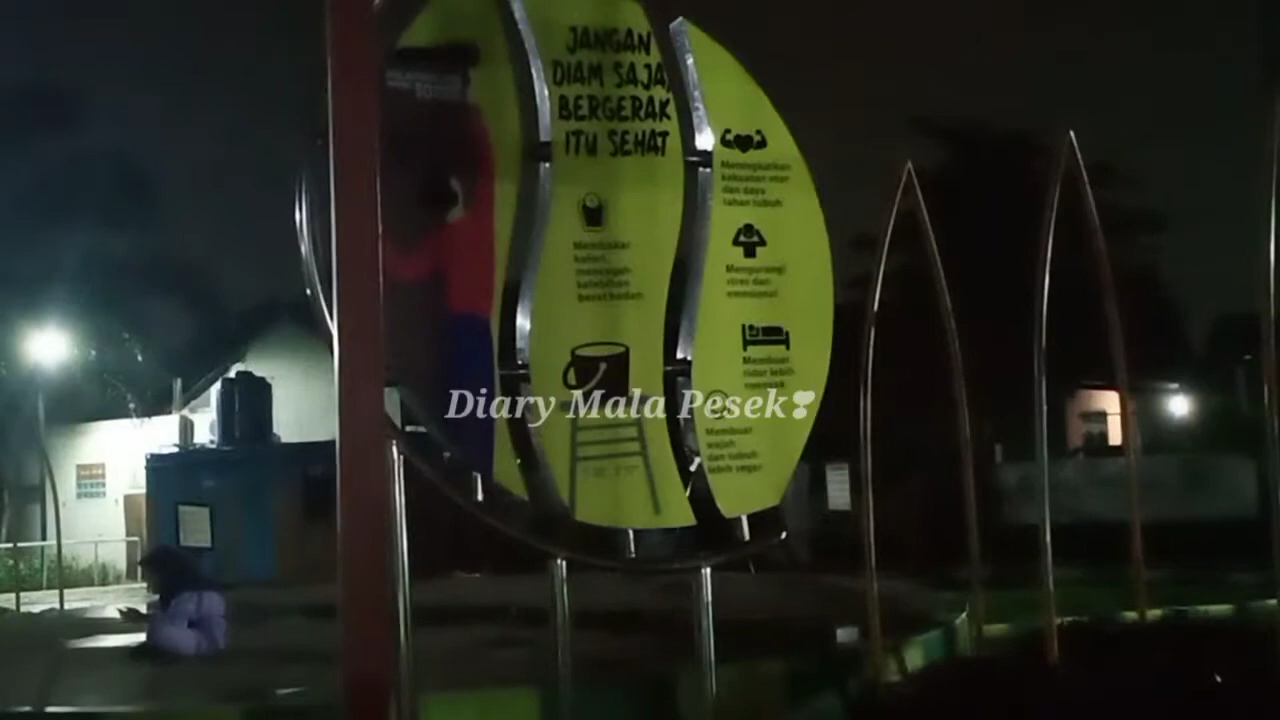 JANGAN
DIAM SAJA,
BERGERAK
ITU SEHAT
Membakar
kalori,
mencegah
kelebihan
berat badan
Meningkatkan
kekuatan otot
dan daya
tahan tubuh
Mengurangi
stres dan
emosional
Membuat
tidur lebih
Membuat
wajah
dan tubuh
lebih segar
Diary Mala Pesek❣